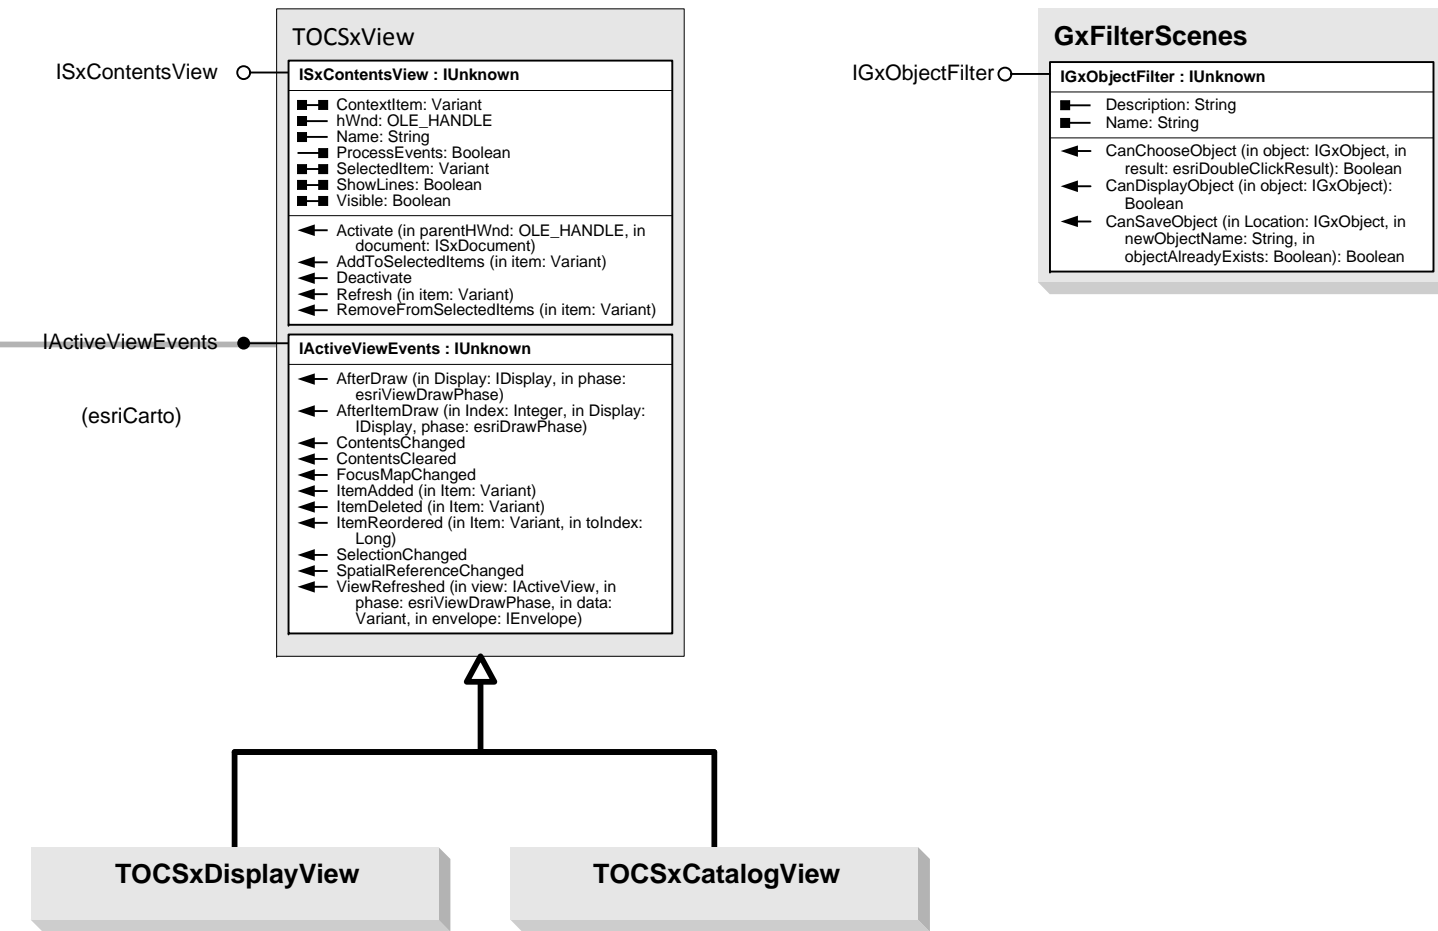 TOCSxView
ISxContentsView
ISxContentsView : IUnknown
ContextItem: Variant
hWnd: OLE_HANDLE
Name: String
ProcessEvents: Boolean
SelectedItem: Variant
ShowLines: Boolean
Visible: Boolean
Activate (in parentHWnd: OLE_HANDLE, in
document: ISxDocument)
AddToSelectedItems (in item: Variant)
Deactivate
Refresh (in item: Variant)
RemoveFromSelectedItems (in item: Variant)
IActiveViewEvents
(esriCarto)
IActiveViewEvents : IUnknown
AfterDraw (in Display: IDisplay, in phase:
esriViewDrawPhase)
AfterItemDraw (in Index: Integer, in Display:
IDisplay, phase: esriDrawPhase)
ContentsChanged
ContentsCleared
FocusMapChanged
ItemAdded (in Item: Variant)
ItemDeleted (in Item: Variant)
ItemReordered (in Item: Variant, in toIndex:
Long)
SelectionChanged
SpatialReferenceChanged
ViewRefreshed (in view: IActiveView, in
phase: esriViewDrawPhase, in data:
Variant, in envelope: IEnvelope)
GxFilterScenes
IGxObjectFilter
IGxObjectFilter : IUnknown
Description: String
Name: String
CanChooseObject (in object: IGxObject, in
result: esriDoubleClickResult): Boolean
CanDisplayObject (in object: IGxObject):
Boolean
CanSaveObject (in Location: IGxObject, in
newObjectName: String, in
objectAlreadyExists: Boolean): Boolean
TOCSxDisplayView
TOCSxCatalogView